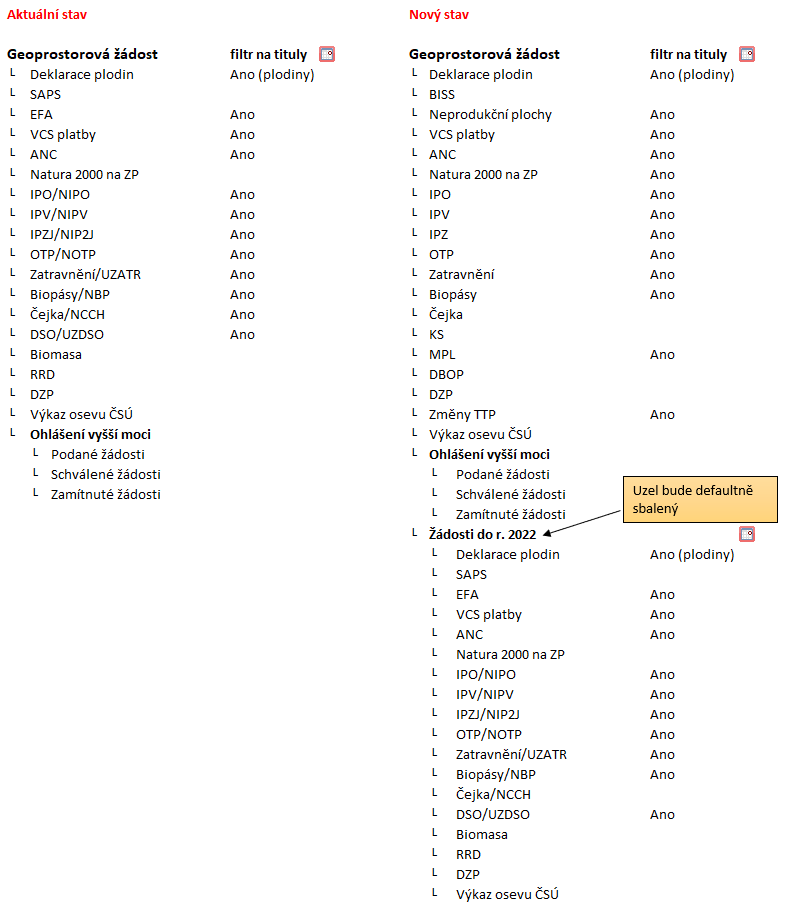 Aktuální stav
Geoprostorová žádost filtr na tituly
└ Deklarace plodin Ano (plodiny)
└ SAPS
└ EFA Ano
└ VCS platby Ano
└ ANC Ano
└ Natura 2000 na ZP
└ IPO/NIPO Ano
└ IPV/NIPV Ano
└ IPZJ/NIP2J Ano
└ OTP/NOTP Ano
└ Zatravnění/UZATR Ano
└ Biopásy/NBP Ano
└ Čejka/NCCH Ano
└ DSO/UZDSO Ano
└ Biomasa
└ RRD
└ DZP
└ Výkaz osevu ČSÚ
└ Ohlášení vyšší moci
└ Podané žádosti
└ Schválené žádosti
└ Zamítnuté žádosti
Nový stav
Geoprostorová žádost filtr na tituly
└ Deklarace plodin Ano (plodiny)
└ BISS
└ Neprodukční plochy Ano
└ VCS platby Ano
└ ANC Ano
└ Natura 2000 na ZP Ano
└ IPO Ano
└ IPV Ano
└ IPZ Ano
└ OTP Ano
└ Zatravnění Ano
└ Biopásy Ano
└ Čejka
└ KS
└ MPL Ano
└ DBOP
└ DZP
└ Změny TTP Ano
└ Výkaz osevu ČSÚ
└ Ohlášení vyšší moci
└ Podané žádosti
└ Schválené žádosti
└ Zamítnuté žádosti
Uzel bude defaultně
sbalený
└ Žádosti do r. 2022
└ Deklarace plodin Ano (plodiny)
└ SAPS
└ EFA Ano
└ VCS platby Ano
└ ANC Ano
└ Natura 2000 na ZP
└ IPO/NIPO Ano
└ IPV/NIPV Ano
└ IPZJ/NIP2J Ano
└ OTP/NOTP Ano
└ Zatravnění/UZATR Ano
└ Biopásy/NBP Ano
└ Čejka/NCCH
└ DSO/UZDSO Ano
└ Biomasa
└ RRD
└ DZP
└ Výkaz osevu ČSÚ